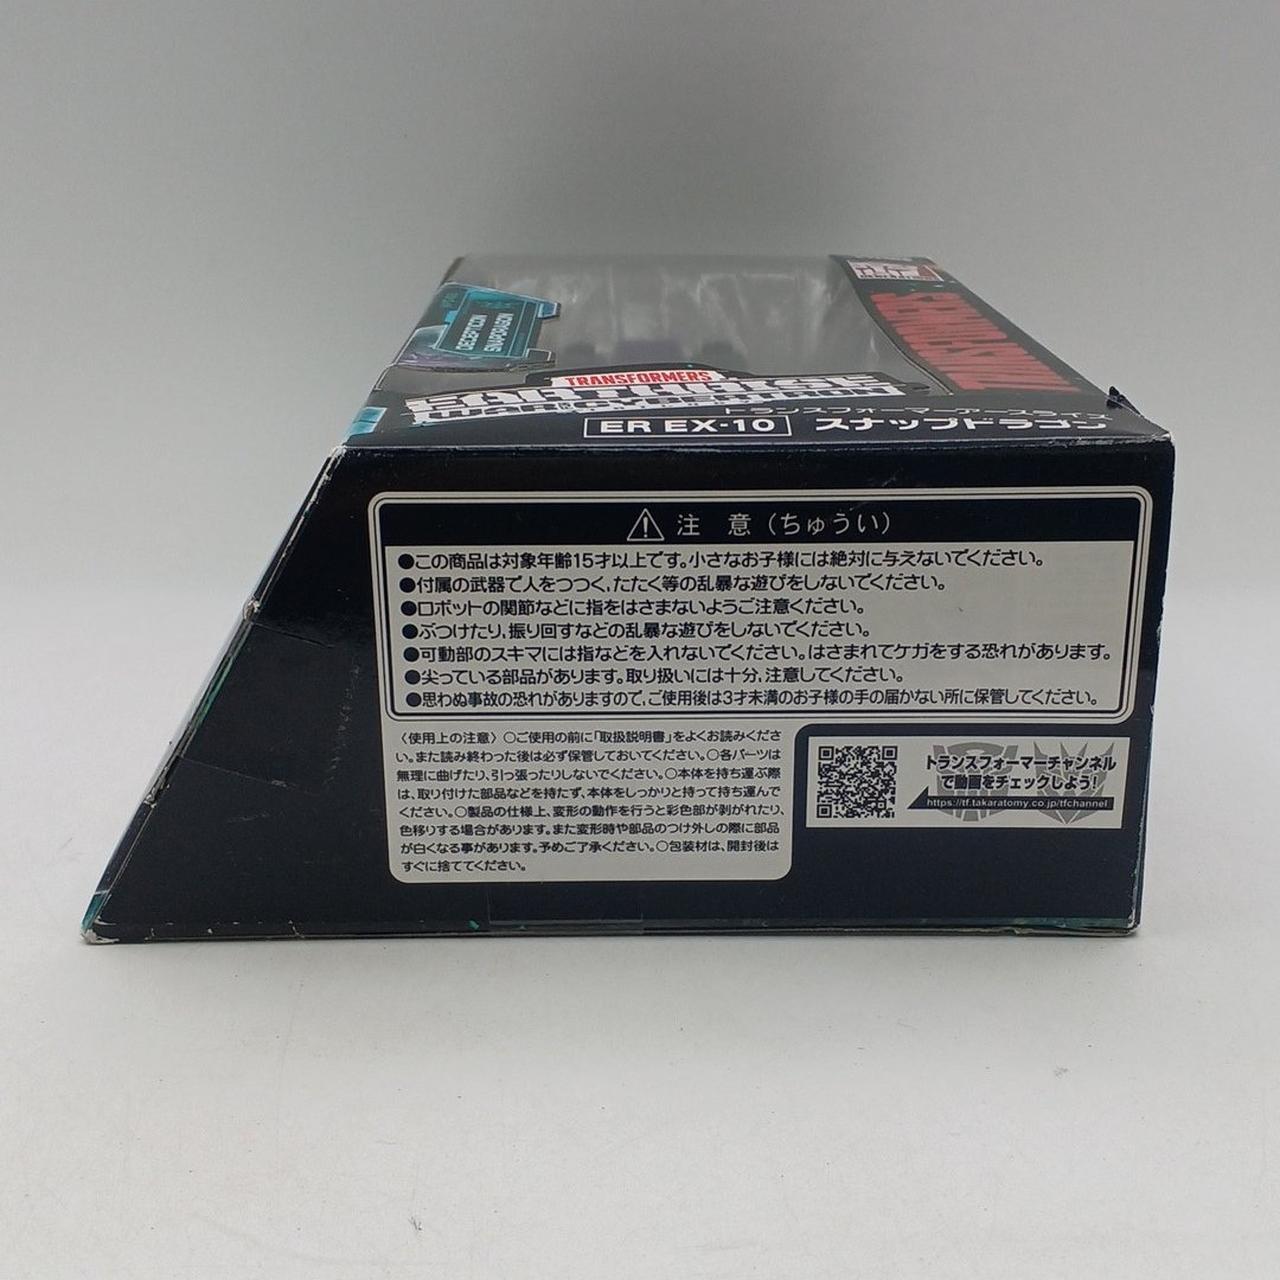 DECEPTICON
SNAPDRAGON
TRANSFORMERS
TRANSFORMERS
EARTHRISE
WAR FOR CYBERTRON
トランスフォーマーアースライズ
ER EX-10 スナップドラゴン
⚠注 意(ちゅうい)
●この商品は対象年齢15才以上です。小さなお子様には絶対に与えないでください。
●付属の武器で人をつつく、たたく等の乱暴な遊びをしないでください。
●ロボットの関節などに指をはさまないようご注意ください。
●ぶつけたり、振り回すなどの乱暴な遊びをしないでください。
●可動部のスキマには指などを入れないでください。はさまれてケガをする恐れがあります。
●尖っている部品があります。取り扱いには十分、注意してください。
●思わぬ事故の恐れがありますので、ご使用後は3才未満のお子様の手の届かない所に保管してください。
〈使用上の注意〉○ご使用の前に「取扱説明書」をよくお読みくださ
い。また読み終わった後は必ず保管しておいてください。○各パーツは
無理に曲げたり、引っ張ったりしないでください。○本体を持ち運ぶ際
は、取り付けた部品などを持たず、本体をしっかりと持って持ち運んで
ください。○製品の仕様上、変形の動作を行うと彩色部が剥がれたり、
色移りする場合があります。また変形時や部品のつけ外しの際に部品
が白くなる事があります。予めご了承ください。○包装材は、開封後は
すぐに捨ててください。
トランスフォーマーチャンネル
で動画をチェックしよう!
https://tf.takaratomy.co.jp/tfchannel